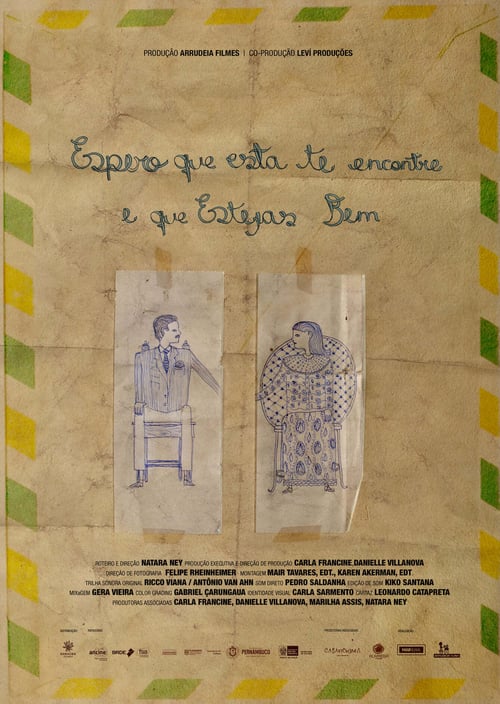 PRODUÇÃO ARRUDEIA FILMES | CO-PRODUÇÃO LEVÍ PRODUÇÕES
Espero que esta te encontre
e que Estejas Bem
ROTEIRO E DIREÇÃO NATARA NEY PRODUÇÃO EXECUTIVA E DIREÇÃO DE PRODUÇÃO CARLA FRANCINE, DANIELLE VILLANOVA
DIREÇÃO DE FOTOGRAFIA FELIPE RHEINHEIMER MONTAGEM MAIR TAVARES, EDT., KAREN AKERMAN, EDT
TRILHA SONORA ORIGINAL RICCO VIANA / ANTÔNIO VAN AHN SOM DIRETO PEDRO SALDANHA EDIÇÃO DE SOM KIKO SANTANA
MIXAGEM GERA VIEIRA COLOR GRADING GABRIEL ÇARUNGAUA IDENTIDADE VISUAL CARLA SARMENTO CARTAZ LEONARDO CATAPRETA
PRODUTORAS ASSOCIADAS CARLA FRANCINE, DANIELLE VILLANOVA, MARILHA ASSIS, NATARA NEY
ancine BRDE fsa PERNAMBUCO